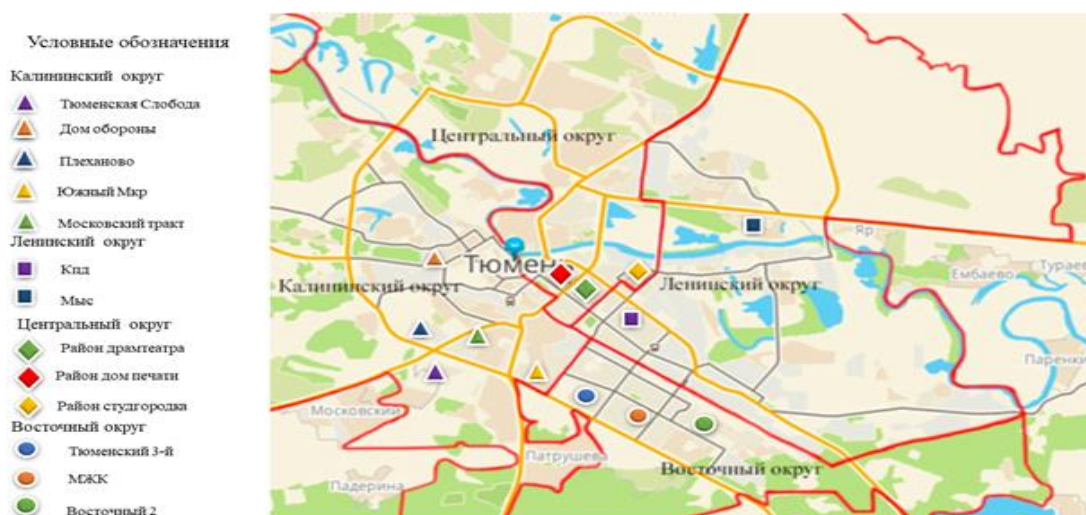 Условные обозначения
Калининский округ
Тюменская Слобода
Дом обороны
Плеханово
Южный Мкр
Московский тракт
Ленинский округ
Кпд
Мыс
Центральный округ
Район драмтеатра
Район дом печати
Район студгородка
Восточный округ
Тюменский 3-й
МЖК
Восточный 2
Центральный округ
Яр
Тюмень
Ембаево
Тураево
Калининский округ
Ленинский округ
Паренки
Московский
Патрушева
Восточный округ
Падерина